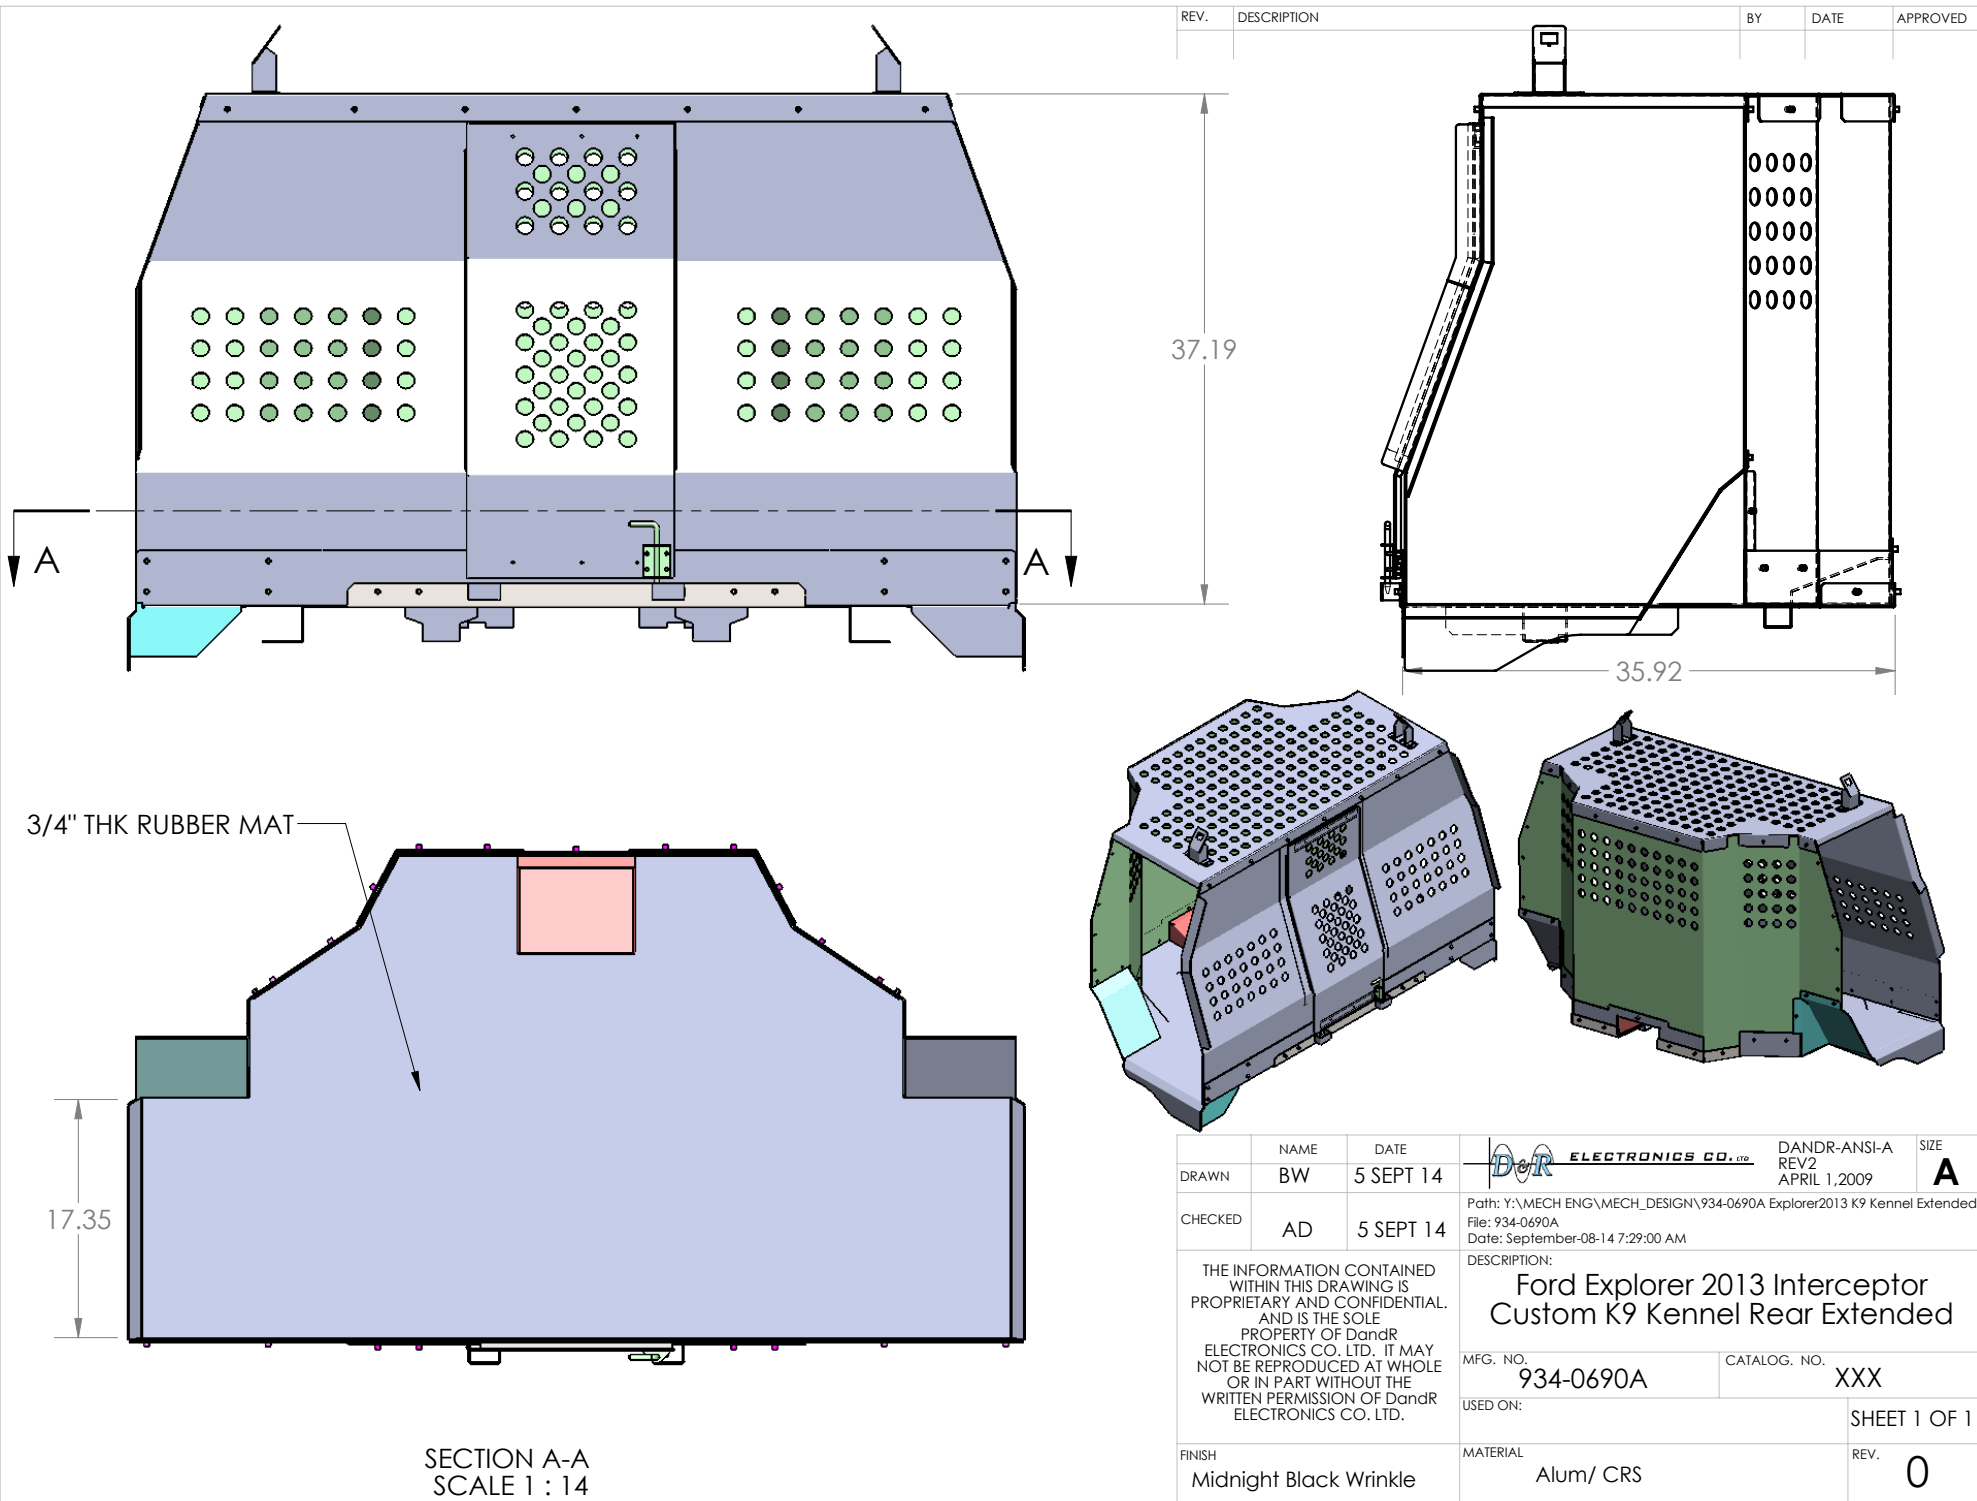 REV. DESCRIPTION BY DATE APPROVED
37.19
A A
35.92
3/4" THK RUBBER MAT
17.35
SECTION A-A
SCALE 1 : 14
NAME DATE
DRAWN BW 5 SEPT 14
CHECKED AD 5 SEPT 14
D&R ELECTRONICS CO. LTD
DANDR-ANSI-A
REV2
APRIL 1,2009
SIZE
A
Path: Y:\MECH ENG\MECH_DESIGN\934-0690A Explorer2013 K9 Kennel Extended
File: 934-0690A
Date: September-08-14 7:29:00 AM
THE INFORMATION CONTAINED
WITHIN THIS DRAWING IS
PROPRIETARY AND CONFIDENTIAL.
AND IS THE SOLE
PROPERTY OF DandR
ELECTRONICS CO. LTD. IT MAY
NOT BE REPRODUCED AT WHOLE
OR IN PART WITHOUT THE
WRITTEN PERMISSION OF DandR
ELECTRONICS CO. LTD.
DESCRIPTION:
Ford Explorer 2013 Interceptor
Custom K9 Kennel Rear Extended
MFG. NO.
934-0690A
CATALOG. NO.
XXX
USED ON:
SHEET 1 OF 1
FINISH
Midnight Black Wrinkle
MATERIAL
Alum/ CRS
REV.
0